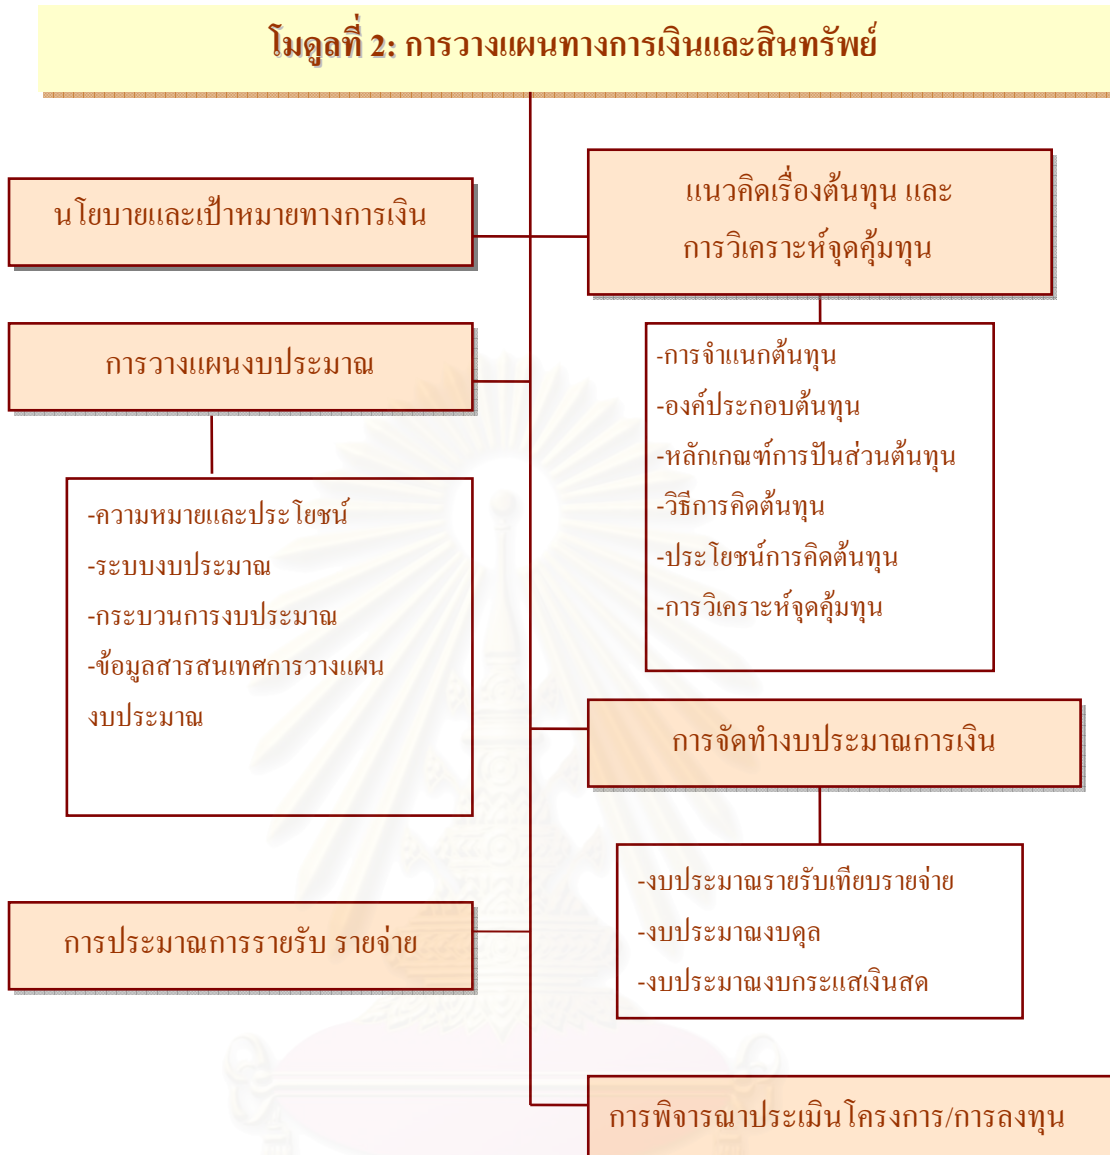 โมดูลที่ 2: การวางแผนทางการเงินและสินทรัพย์
นโยบายและเป้าหมายทางการเงิน
แนวคิดเรื่องต้นทุน และ
การวิเคราะห์จุดคุ้มทุน
-การจำแนกต้นทุน
-องค์ประกอบต้นทุน
-หลักเกณฑ์การปันส่วนต้นทุน
-วิธีการคิดต้นทุน
-ประโยชน์การคิดต้นทุน
-การวิเคราะห์จุดคุ้มทุน
การวางแผนงบประมาณ
-ความหมายและประโยชน์
-ระบบงบประมาณ
-กระบวนการงบประมาณ
-ข้อมูลสารสนเทศการวางแผน
งบประมาณ
การจัดทำงบประมาณการเงิน
-งบประมาณรายรับเทียบรายจ่าย
-งบประมาณงบดุล
-งบประมาณงบกระแสเงินสด
การประมาณการรายรับ รายจ่าย
การพิจารณาประเมินโครงการ/การลงทุน